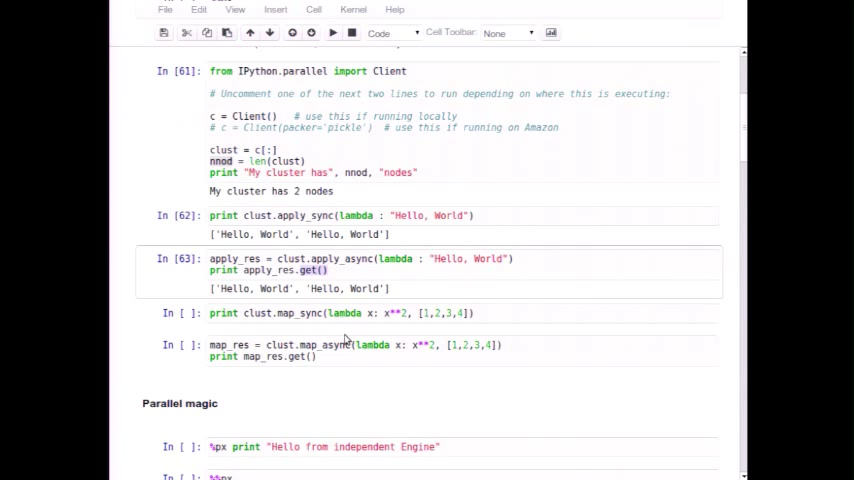 File Edit View Insert Cell Kernel Help
Code Cell Toolbar: None
In [61]: from IPython.parallel import Client
# Uncomment one of the next two lines to run depending on where this is executing:
c = Client() # use this if running locally
# c = Client(packer='pickle') # use this if running on Amazon
clust = c[:]
nnod = len(clust)
print "My cluster has", nnod, "nodes"
My cluster has 2 nodes
In [62]: print clust.apply_sync(lambda : "Hello, World")
['Hello, World', 'Hello, World']
In [63]: apply_res = clust.apply_async(lambda : "Hello, World")
print apply_res.get()
['Hello, World', 'Hello, World']
In [ ]: print clust.map_sync(lambda x: x**2, [1,2,3,4])
In [ ]: map_res = clust.map_async(lambda x: x**2, [1,2,3,4])
print map_res.get()
Parallel magic
In [ ]: %px print "Hello from independent Engine"
In [ ]: %%px